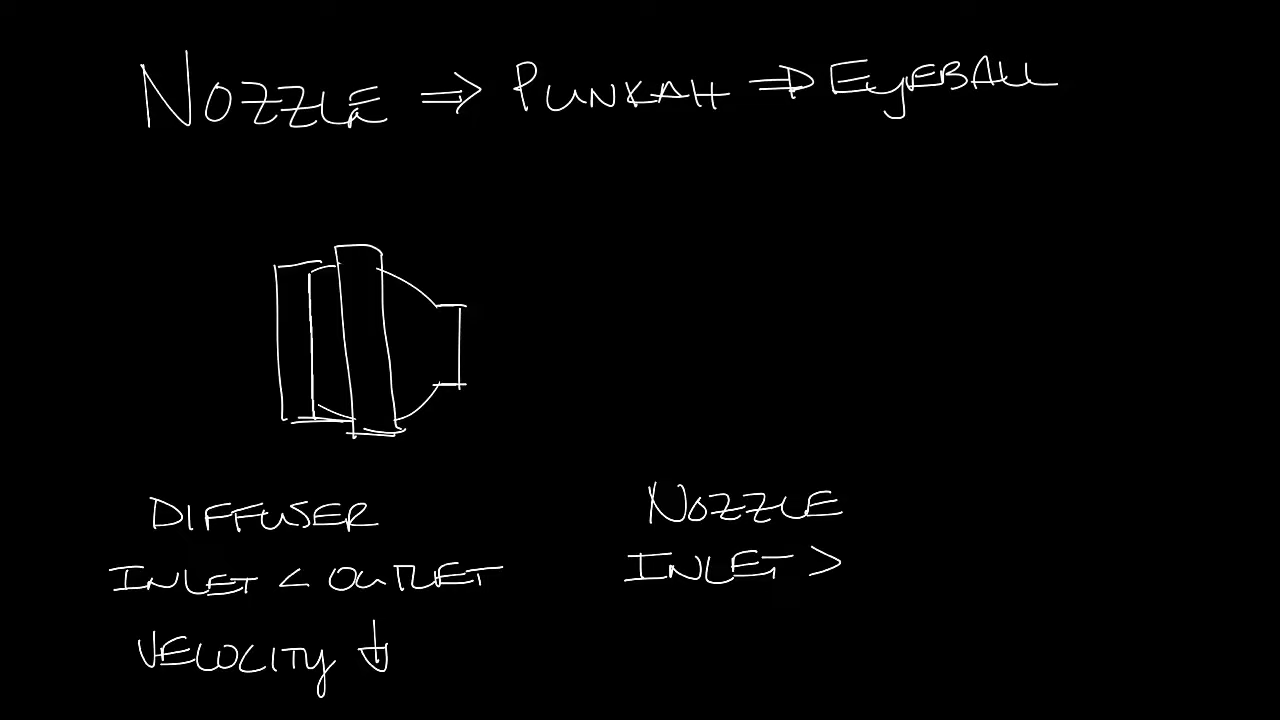 NOZZLE ⇒ PUNKAH ⇒ EyEBALL
DIFFUSER
INLET < OUTLET
VELOCITY ↓
NOZZLE
INLET >